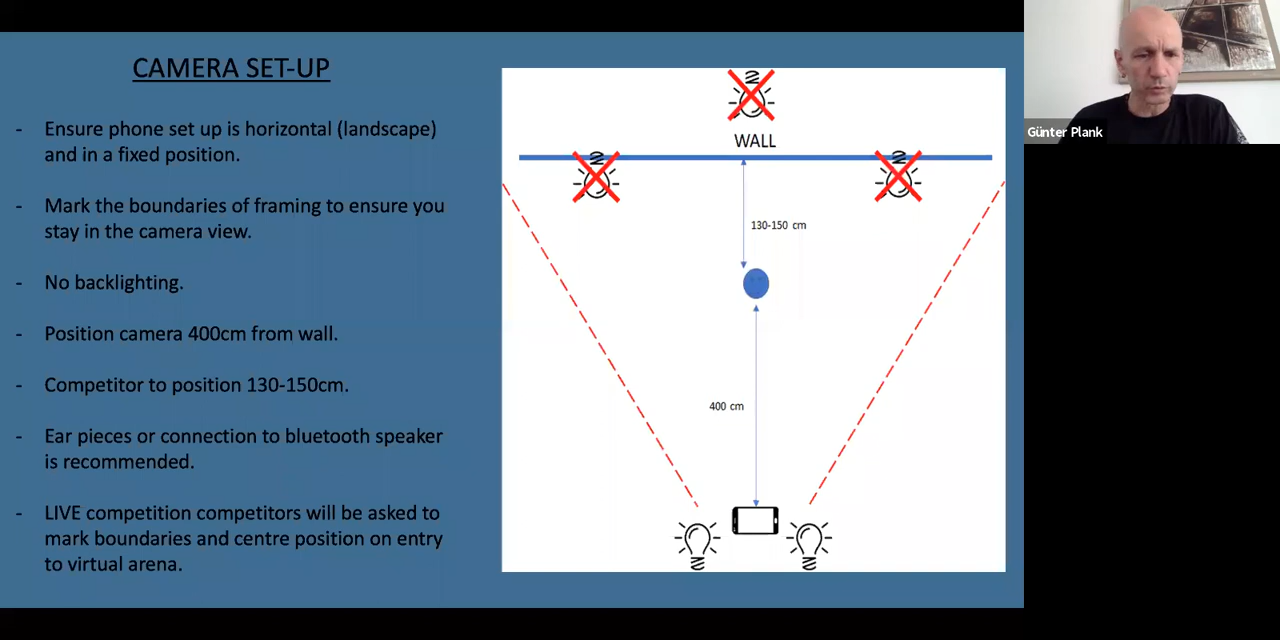 CAMERA SET-UP
- Ensure phone set up is horizontal (landscape)
and in a fixed position.
- Mark the boundaries of framing to ensure you
stay in the camera view.
- No backlighting.
- Position camera 400cm from wall.
- Competitor to position 130-150cm.
- Ear pieces or connection to bluetooth speaker
is recommended.
- LIVE competition competitors will be asked to
mark boundaries and centre position on entry
to virtual arena.
WALL
130-150 cm
400 cm
Günter Plank